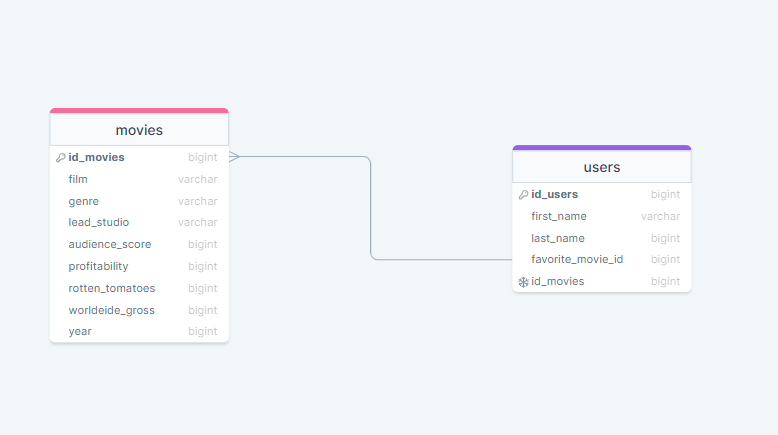 movies
id_movies bigint
film varchar
genre varchar
lead_studio varchar
audience_score bigint
profitability bigint
rotten_tomatoes bigint
worldeide_gross bigint
year bigint
users
id_users bigint
first_name varchar
last_name bigint
favorite_movie_id bigint
id_movies bigint